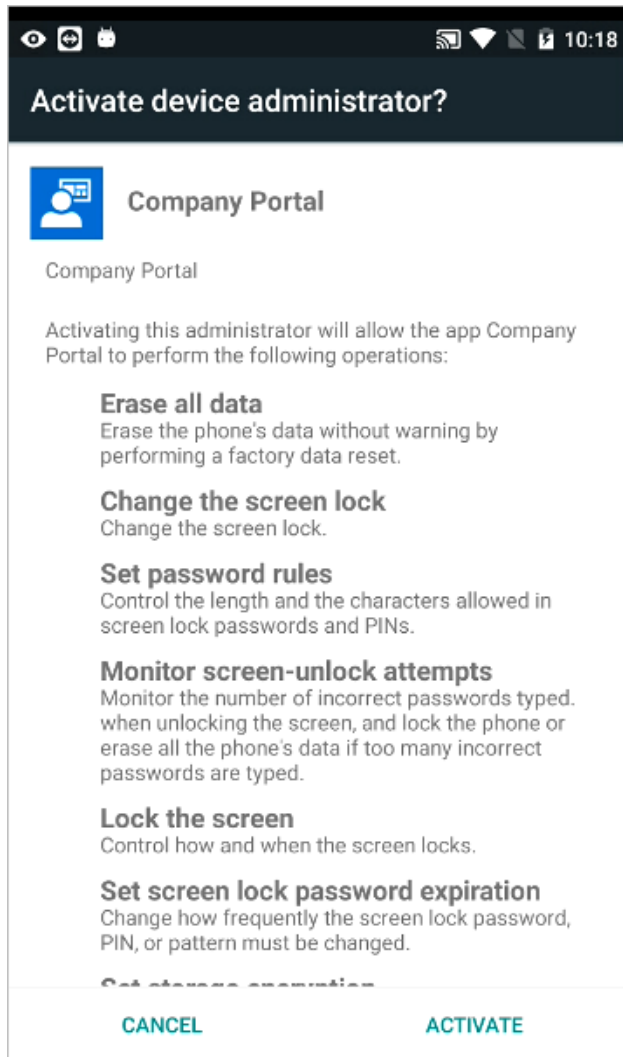 10:18
Activate device administrator?
Company Portal
Company Portal
Activating this administrator will allow the app Company
Portal to perform the following operations:
Erase all data
Erase the phone's data without warning by
performing a factory data reset.
Change the screen lock
Change the screen lock.
Set password rules
Control the length and the characters allowed in
screen lock passwords and PINs.
Monitor screen-unlock attempts
Monitor the number of incorrect passwords typed.
when unlocking the screen, and lock the phone or
erase all the phone's data if too many incorrect
passwords are typed.
Lock the screen
Control how and when the screen locks.
Set screen lock password expiration
Change how frequently the screen lock password,
PIN, or pattern must be changed.
Set storage encryption
CANCEL
ACTIVATE